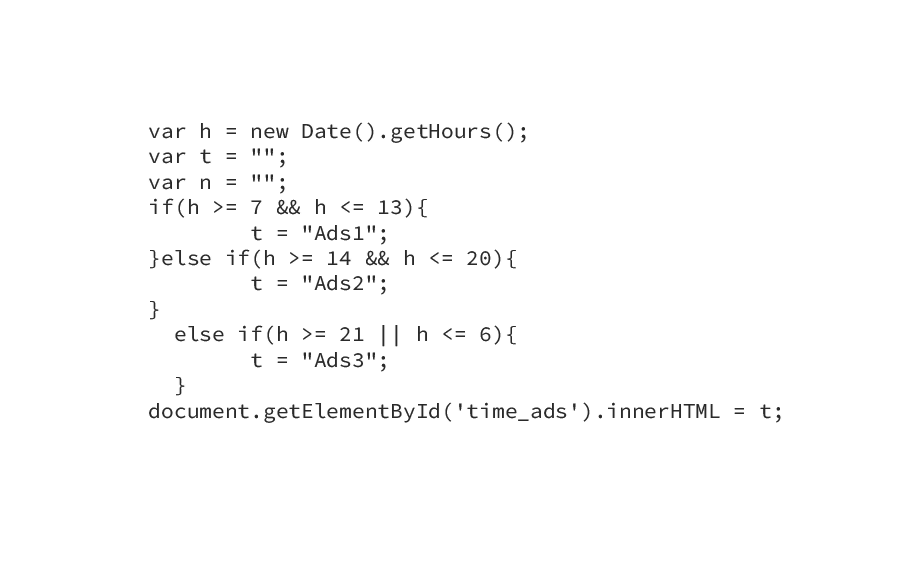 var h = new Date().getHours();
var t = "";
var n = "";
if(h >= 7 && h <= 13){
        t = "Ads1";
}else if(h >= 14 && h <= 20){
        t = "Ads2";
}
  else if(h >= 21 || h <= 6){
        t = "Ads3";
  }
document.getElementById('time_ads').innerHTML = t;